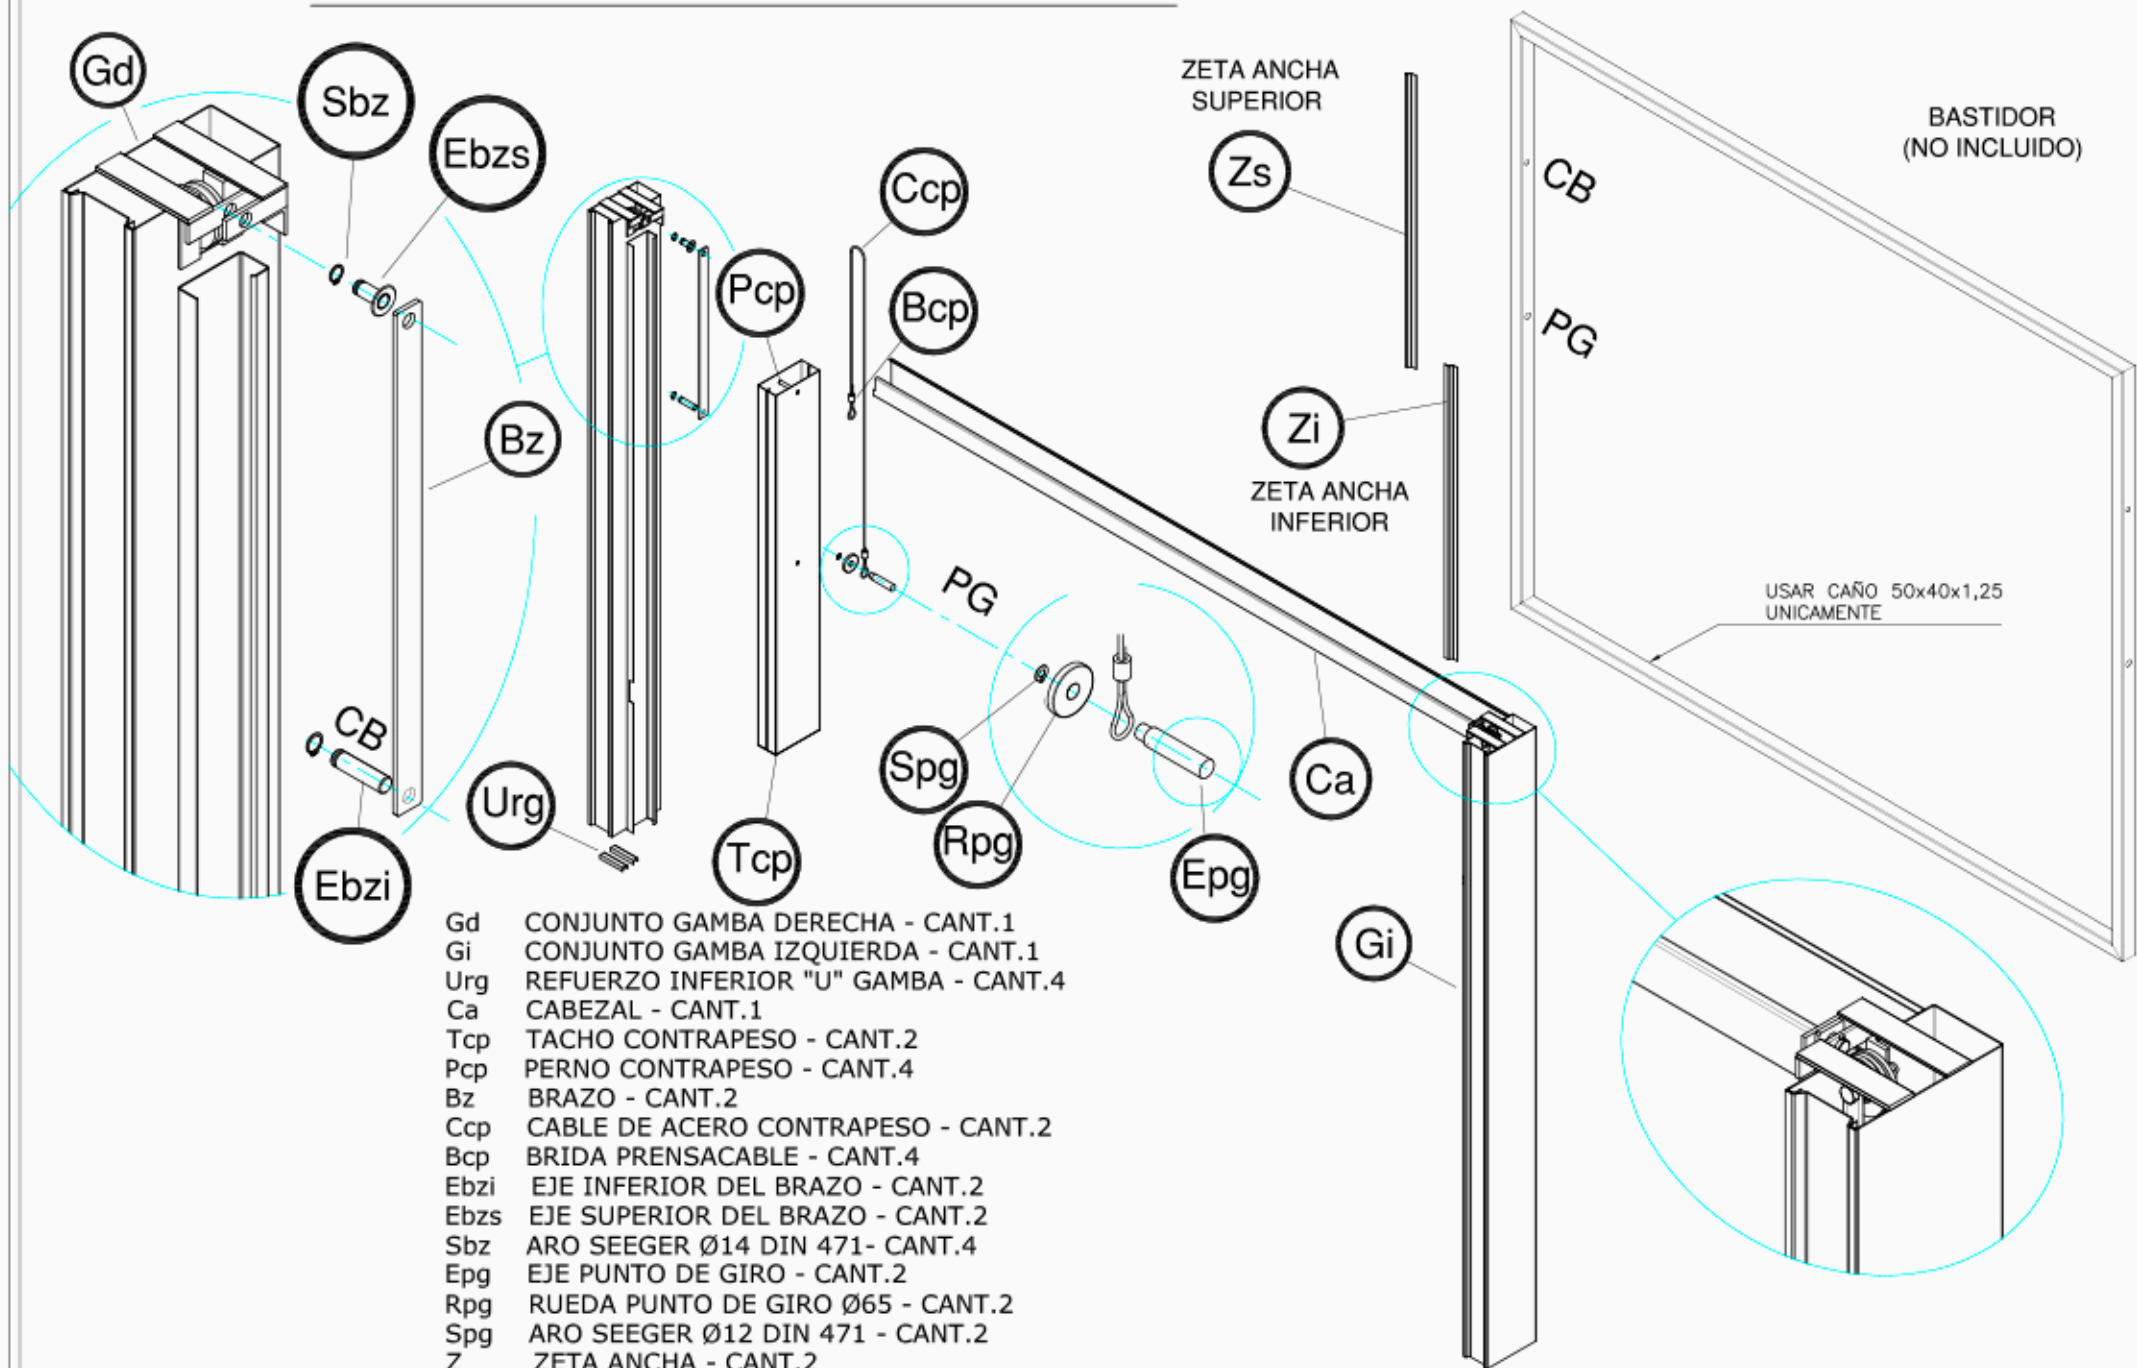 Gd
Sbz
Ebzs
Ccp
Pcp
Bcp
Bz
CB
Urg
Ebzi
Tcp
PG
Spg
Rpg
Epg
Ca
Gi
ZETA ANCHA
SUPERIOR
Zs
Zi
ZETA ANCHA
INFERIOR
BASTIDOR
(NO INCLUIDO)
CB
PG
USAR CAÑO 50x40x1,25
UNICAMENTE
Gd CONJUNTO GAMBA DERECHA - CANT.1
Gi CONJUNTO GAMBA IZQUIERDA - CANT.1
Urg REFUERZO INFERIOR "U" GAMBA - CANT.4
Ca CABEZAL - CANT.1
Tcp TACHO CONTRAPESO - CANT.2
Pcp PERNO CONTRAPESO - CANT.4
Bz BRAZO - CANT.2
Ccp CABLE DE ACERO CONTRAPESO - CANT.2
Bcp BRIDA PRENSACABLE - CANT.4
Ebzi EJE INFERIOR DEL BRAZO - CANT.2
Ebzs EJE SUPERIOR DEL BRAZO - CANT.2
Sbz ARO SEEGER Ø14 DIN 471- CANT.4
Epg EJE PUNTO DE GIRO - CANT.2
Rpg RUEDA PUNTO DE GIRO Ø65 - CANT.2
Spg ARO SEEGER Ø12 DIN 471 - CANT.2
Z ZETA ANCHA - CANT.2